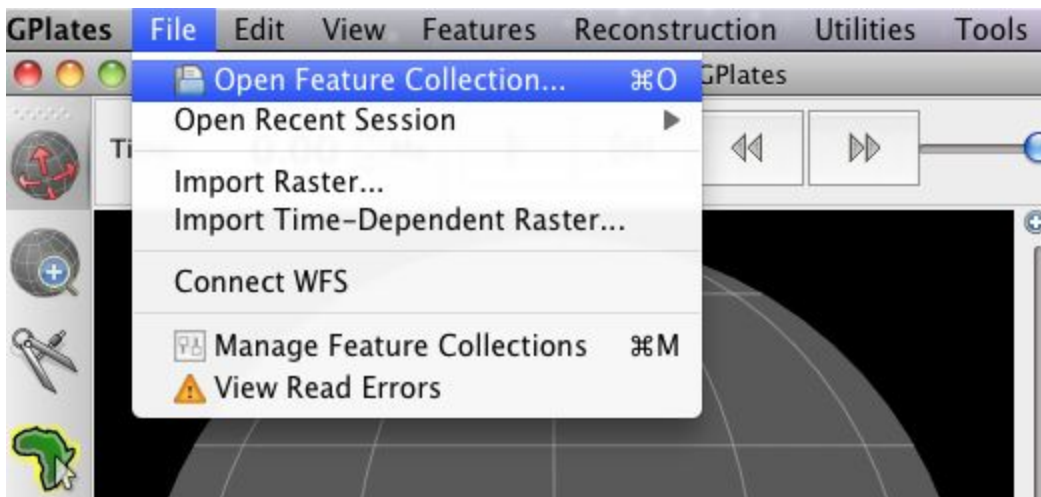 GPlates File Edit View Features Reconstruction Utilities Tools
Open Feature Collection... ⌘O
GPlates
Open Recent Session ▶
Ti
Import Raster...
Import Time-Dependent Raster...
Connect WFS
Manage Feature Collections ⌘M
View Read Errors